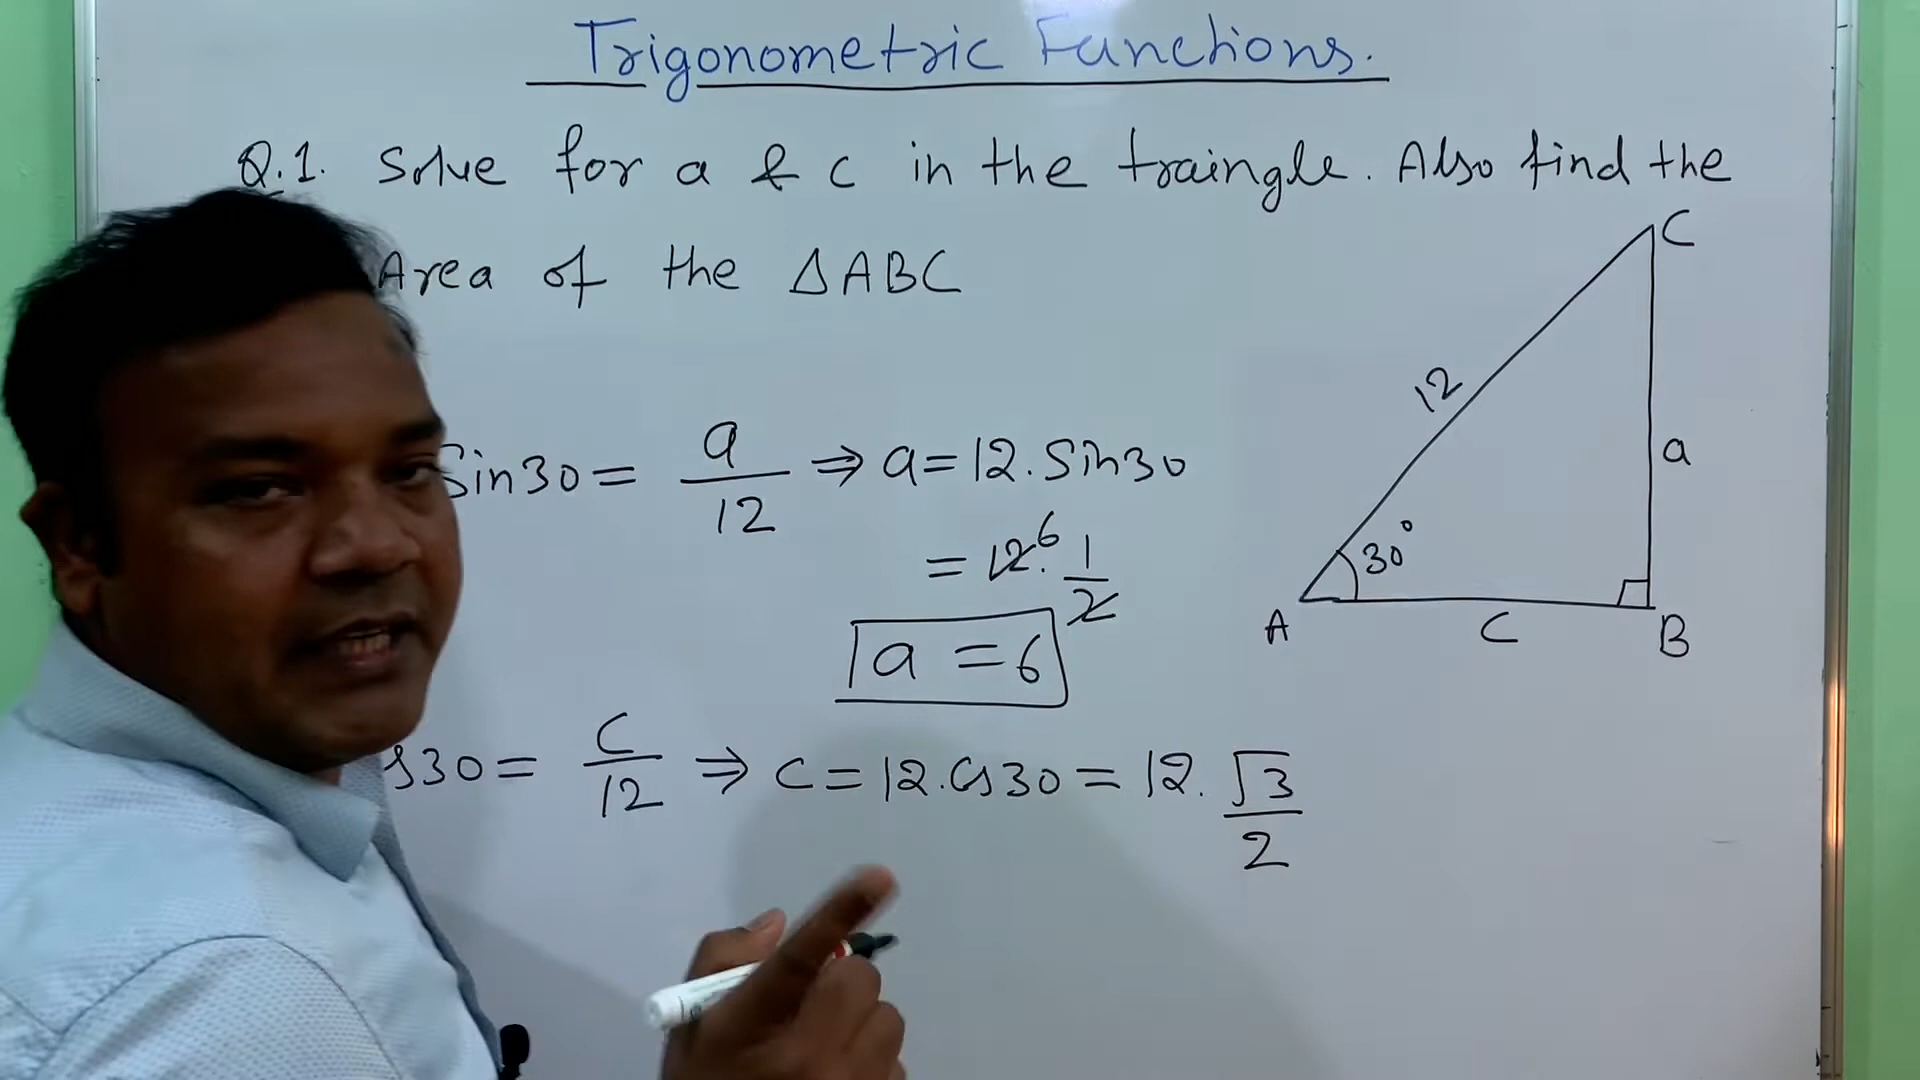 Trigonometric Functions.
Q.1. Solve for a & c in the traingle. Also find the
Area of the ΔABC
Sin30 = a/12 ⇒ a = 12. Sin30
= 12. 6 1/2
a = 6
s30 = c/12 ⇒ c = 12. cos30 = 12. √3/2
C
12
a
30°
A
c
B